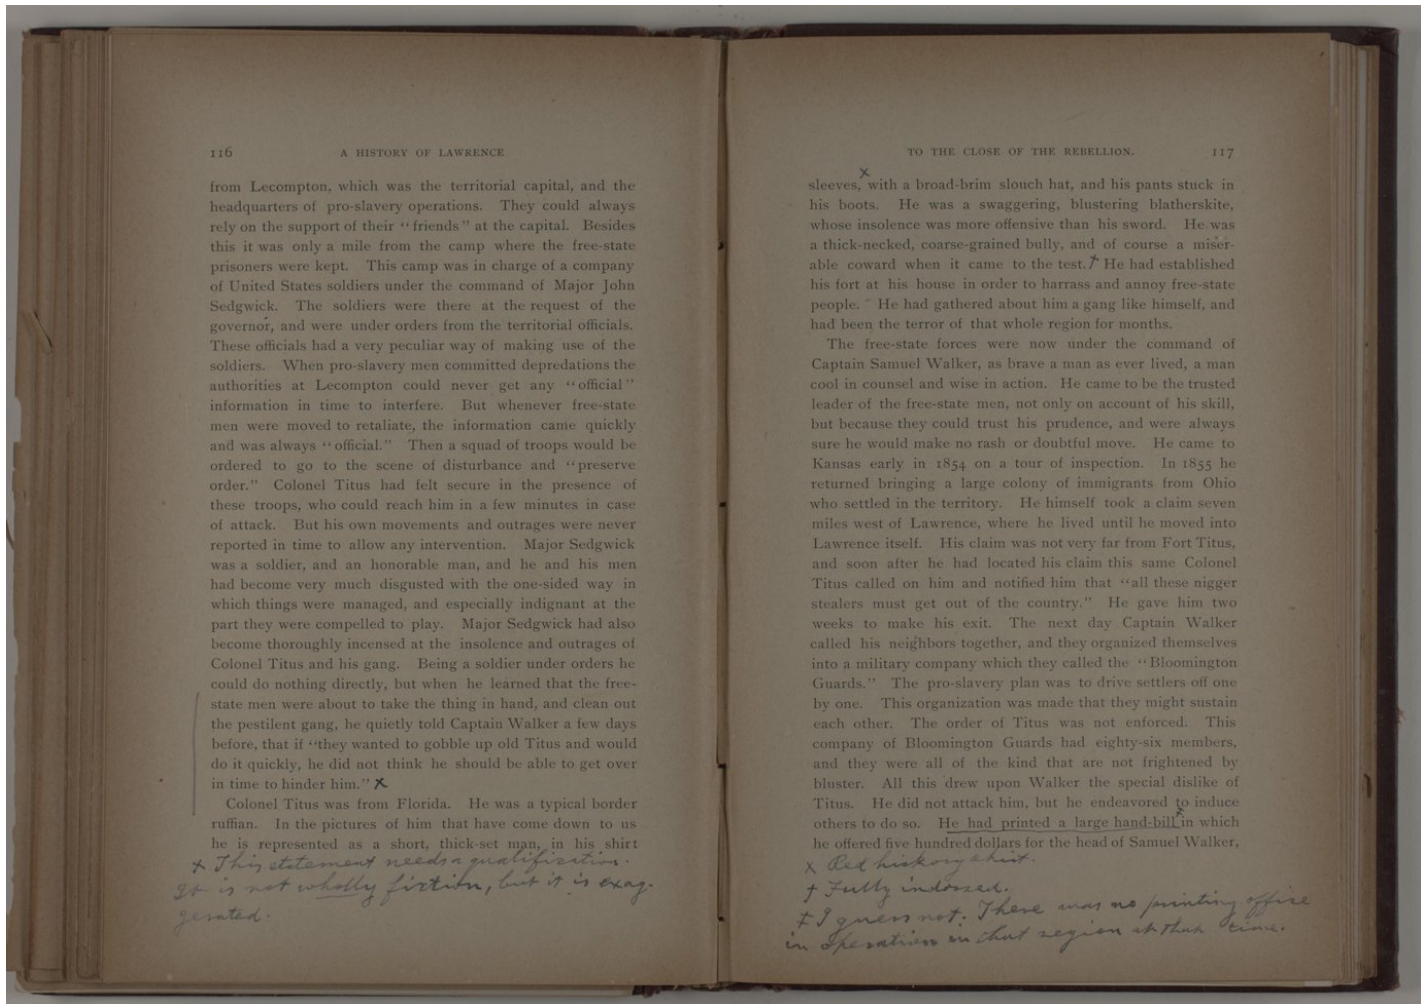 116 A HISTORY OF LAWRENCE
from Lecompton, which was the territorial capital, and the
headquarters of pro-slavery operations. They could always
rely on the support of their “friends” at the capital. Besides
this it was only a mile from the camp where the free-state
prisoners were kept. This camp was in charge of a company
of United States soldiers under the command of Major John
Sedgwick. The soldiers were there at the request of the
governor, and were under orders from the territorial officials.
These officials had a very peculiar way of making use of the
soldiers. When pro-slavery men committed depredations the
authorities at Lecompton could never get any “official”
information in time to interfere. But whenever free-state
men were moved to retaliate, the information came quickly
and was always “official.” Then a squad of troops would be
ordered to go to the scene of disturbance and “preserve
order.” Colonel Titus had felt secure in the presence of
these troops, who could reach him in a few minutes in case
of attack. But his own movements and outrages were never
reported in time to allow any intervention. Major Sedgwick
was a soldier, and an honorable man, and he and his men
had become very much disgusted with the one-sided way in
which things were managed, and especially indignant at the
part they were compelled to play. Major Sedgwick had also
become thoroughly incensed at the insolence and outrages of
Colonel Titus and his gang. Being a soldier under orders he
could do nothing directly, but when he learned that the free-
state men were about to take the thing in hand, and clean out
the pestilent gang, he quietly told Captain Walker a few days
before, that if “they wanted to gobble up old Titus and would
do it quickly, he did not think he should be able to get over
in time to hinder him.” x
Colonel Titus was from Florida. He was a typical border
ruffian. In the pictures of him that have come down to us
he is represented as a short, thick-set man, in his shirt
x This statement needs a qualification.
It is not wholly fiction, but it is exag-
gerated.
TO THE CLOSE OF THE REBELLION. 117
sleeves,x with a broad-brim slouch hat, and his pants stuck in
his boots. He was a swaggering, blustering blatherskite,
whose insolence was more offensive than his sword. He was
a thick-necked, coarse-grained bully, and of course a miser-
able coward when it came to the test.† He had established
his fort at his house in order to harrass and annoy free-state
people. He had gathered about him a gang like himself, and
had been the terror of that whole region for months.
The free-state forces were now under the command of
Captain Samuel Walker, as brave a man as ever lived, a man
cool in counsel and wise in action. He came to be the trusted
leader of the free-state men, not only on account of his skill,
but because they could trust his prudence, and were always
sure he would make no rash or doubtful move. He came to
Kansas early in 1854 on a tour of inspection. In 1855 he
returned bringing a large colony of immigrants from Ohio
who settled in the territory. He himself took a claim seven
miles west of Lawrence, where he lived until he moved into
Lawrence itself. His claim was not very far from Fort Titus,
and soon after he had located his claim this same Colonel
Titus called on him and notified him that “all these nigger
stealers must get out of the country.” He gave him two
weeks to make his exit. The next day Captain Walker
called his neighbors together, and they organized themselves
into a military company which they called the “Bloomington
Guards.” The pro-slavery plan was to drive settlers off one
by one. This organization was made that they might sustain
each other. The order of Titus was not enforced. This
company of Bloomington Guards had eighty-six members,
and they were all of the kind that are not frightened by
bluster. All this drew upon Walker the special dislike of
Titus. He did not attack him, but he endeavored to induce
others to do so. He had printed a large hand-bill‡ in which
he offered five hundred dollars for the head of Samuel Walker,
x Red hickory shirt.
† Fully indorsed.
‡ I guess not. There was no printing office
in operation in that region at that time.